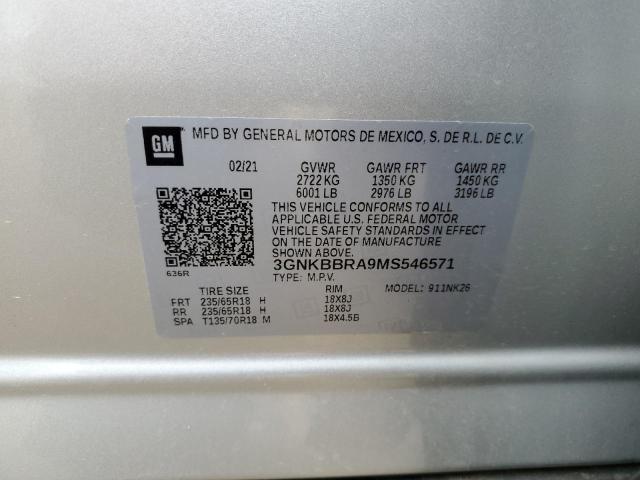 GM
MFD BY GENERAL MOTORS DE MEXICO, S. DE R.L. DE C.V.
02/21 GVWR GAWR FRT GAWR RR
2722 KG 1350 KG 1450 KG
6001 LB 2976 LB 3196 LB
THIS VEHICLE CONFORMS TO ALL
APPLICABLE U.S. FEDERAL MOTOR
VEHICLE SAFETY STANDARDS IN EFFECT
ON THE DATE OF MANUFACTURE SHOWN ABOVE.
636R
3GNKBBRA9MS546571
TYPE: M.P.V. MODEL: 911NK26
TIRE SIZE RIM
FRT 235/65R18 H 18X8J
RR 235/65R18 H 18X8J
SPA T135/70R18 M 18X4.5B